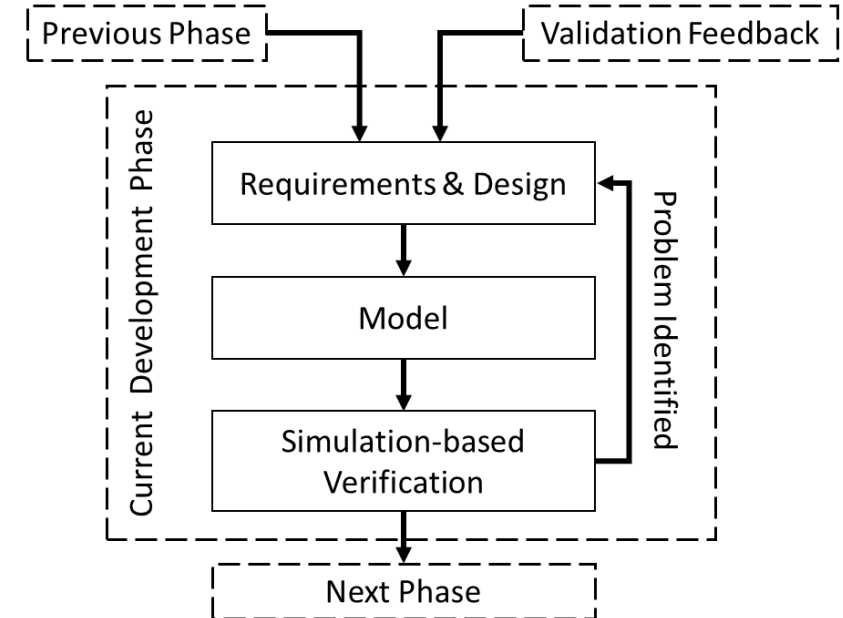 Previous Phase
Validation Feedback
Current Development Phase
Requirements & Design
Problem Identified
Model
Simulation-based
Verification
Next Phase